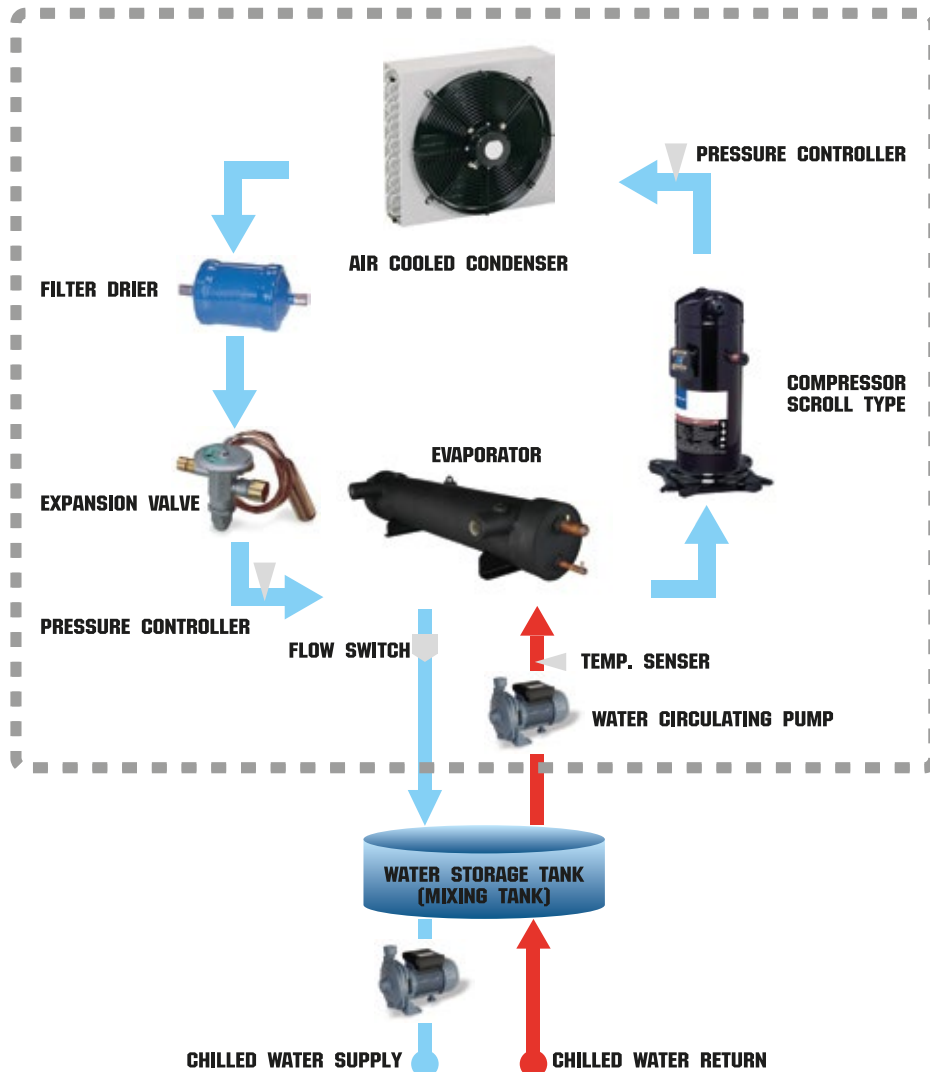 PRESSURE CONTROLLER
AIR COOLED CONDENSER
FILTER DRIER
COMPRESSOR
SCROLL TYPE
EVAPORATOR
EXPANSION VALVE
PRESSURE CONTROLLER
FLOW SWITCH
TEMP. SENSER
WATER CIRCULATING PUMP
WATER STORAGE TANK
(MIXING TANK)
CHILLED WATER SUPPLY
CHILLED WATER RETURN